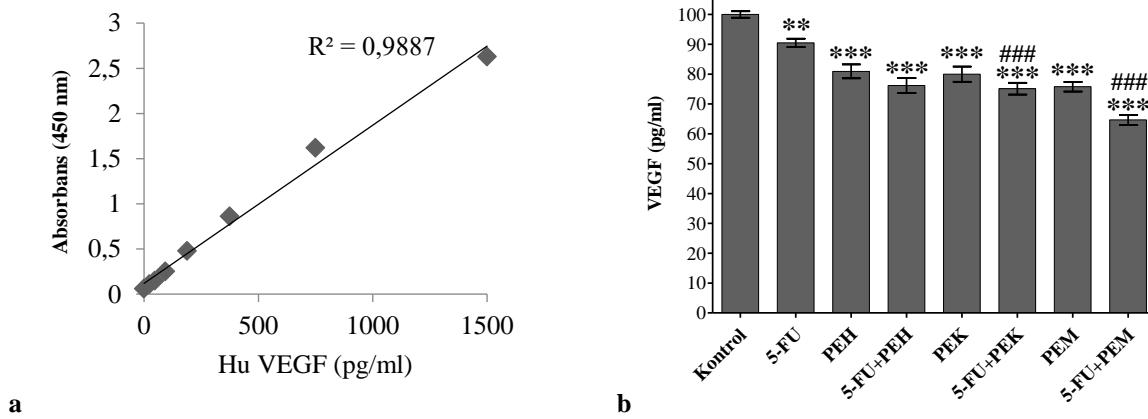 3
2,5
2
1,5
1
0,5
0
R² = 0,9887
Absorbans (450 nm)
0 500 1000 1500
Hu VEGF (pg/ml)
a
100
90
80
70
60
50
40
30
20
10
0
VEGF (pg/ml)
**
***
***
***
###
***
***
###
***
Kontrol
5-FU
PEH
5-FU+PEH
PEK
5-FU+PEK
PEM
5-FU+PEM
b